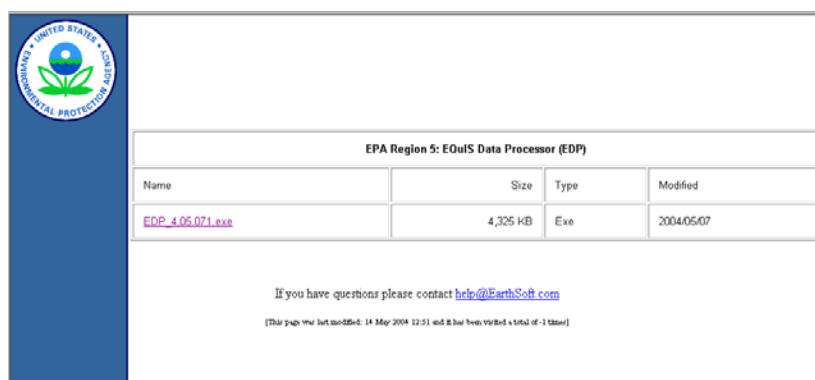 UNITED STATES
ENVIRONMENTAL PROTECTION AGENCY
EPA Region 5: EQuIS Data Processor (EDP)
Name Size Type Modified
EDP_4.05.071.exe 4,325 KB Exe 2004/05/07
If you have questions please contact help@EarthSoft.com
[This page was last modified: 14 May 2004 12:51 and it has been visited a total of -1 times]